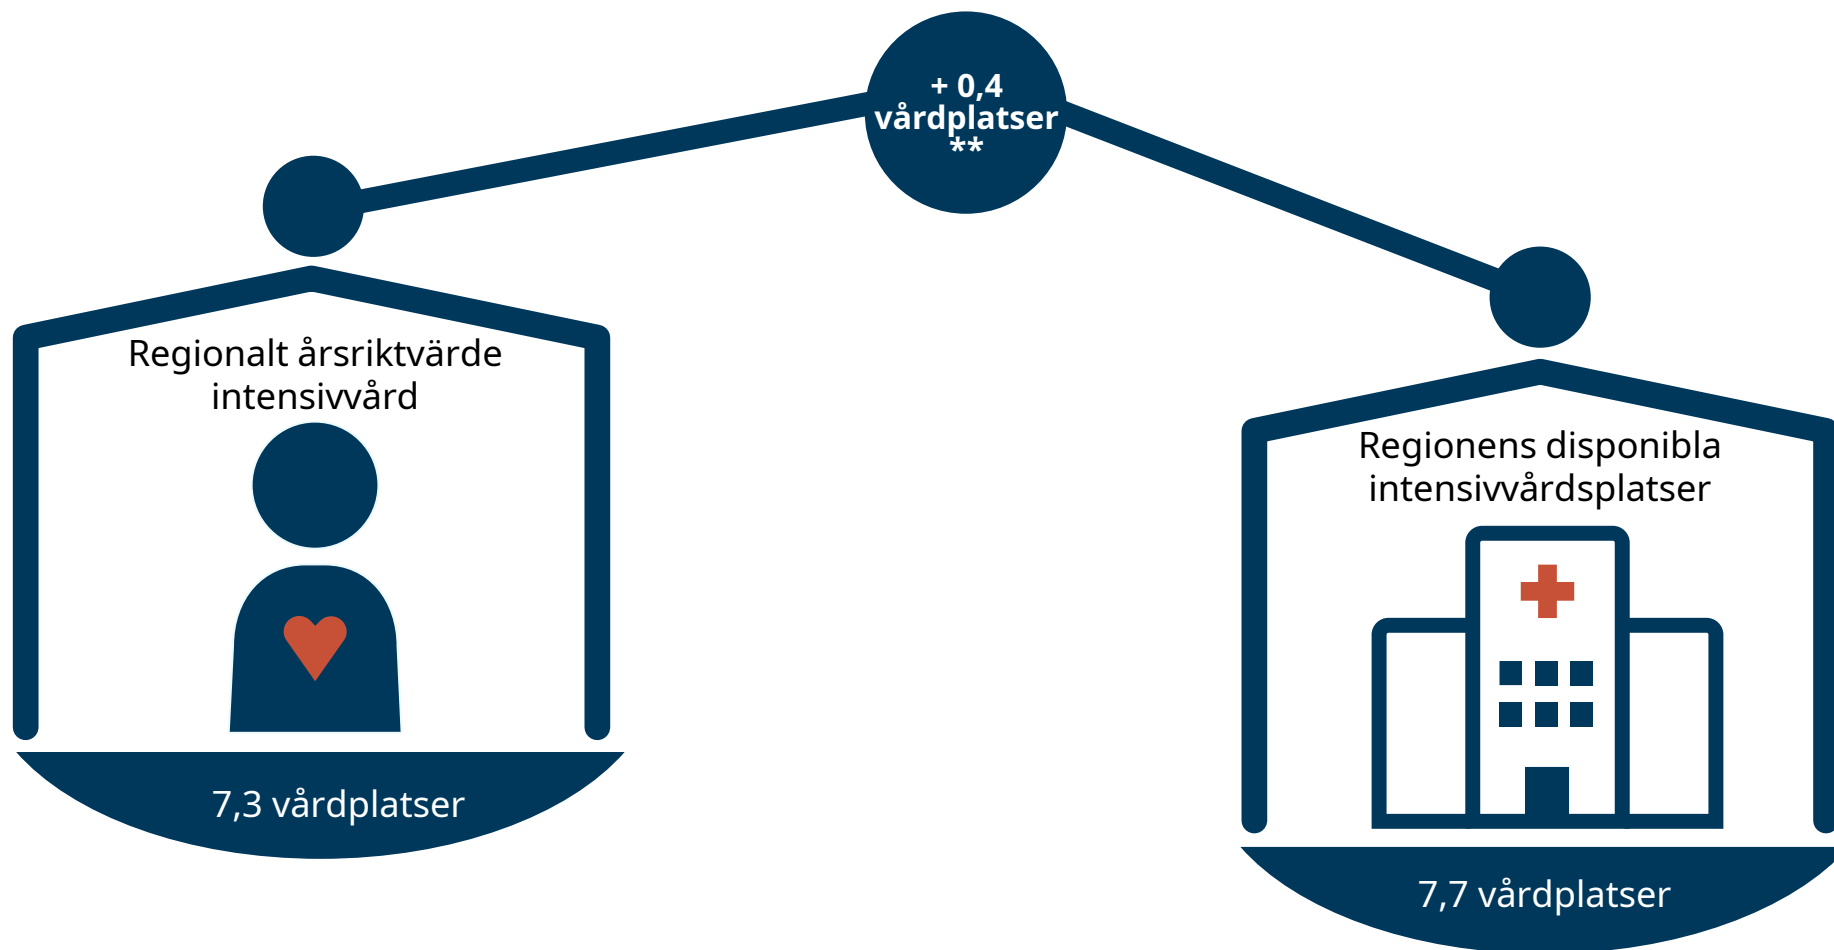 + 0,4
vårdplatser
**
Regionalt årsriktvärde
intensivvård
7,3 vårdplatser
Regionens disponibla
intensivvårdsplatser
7,7 vårdplatser